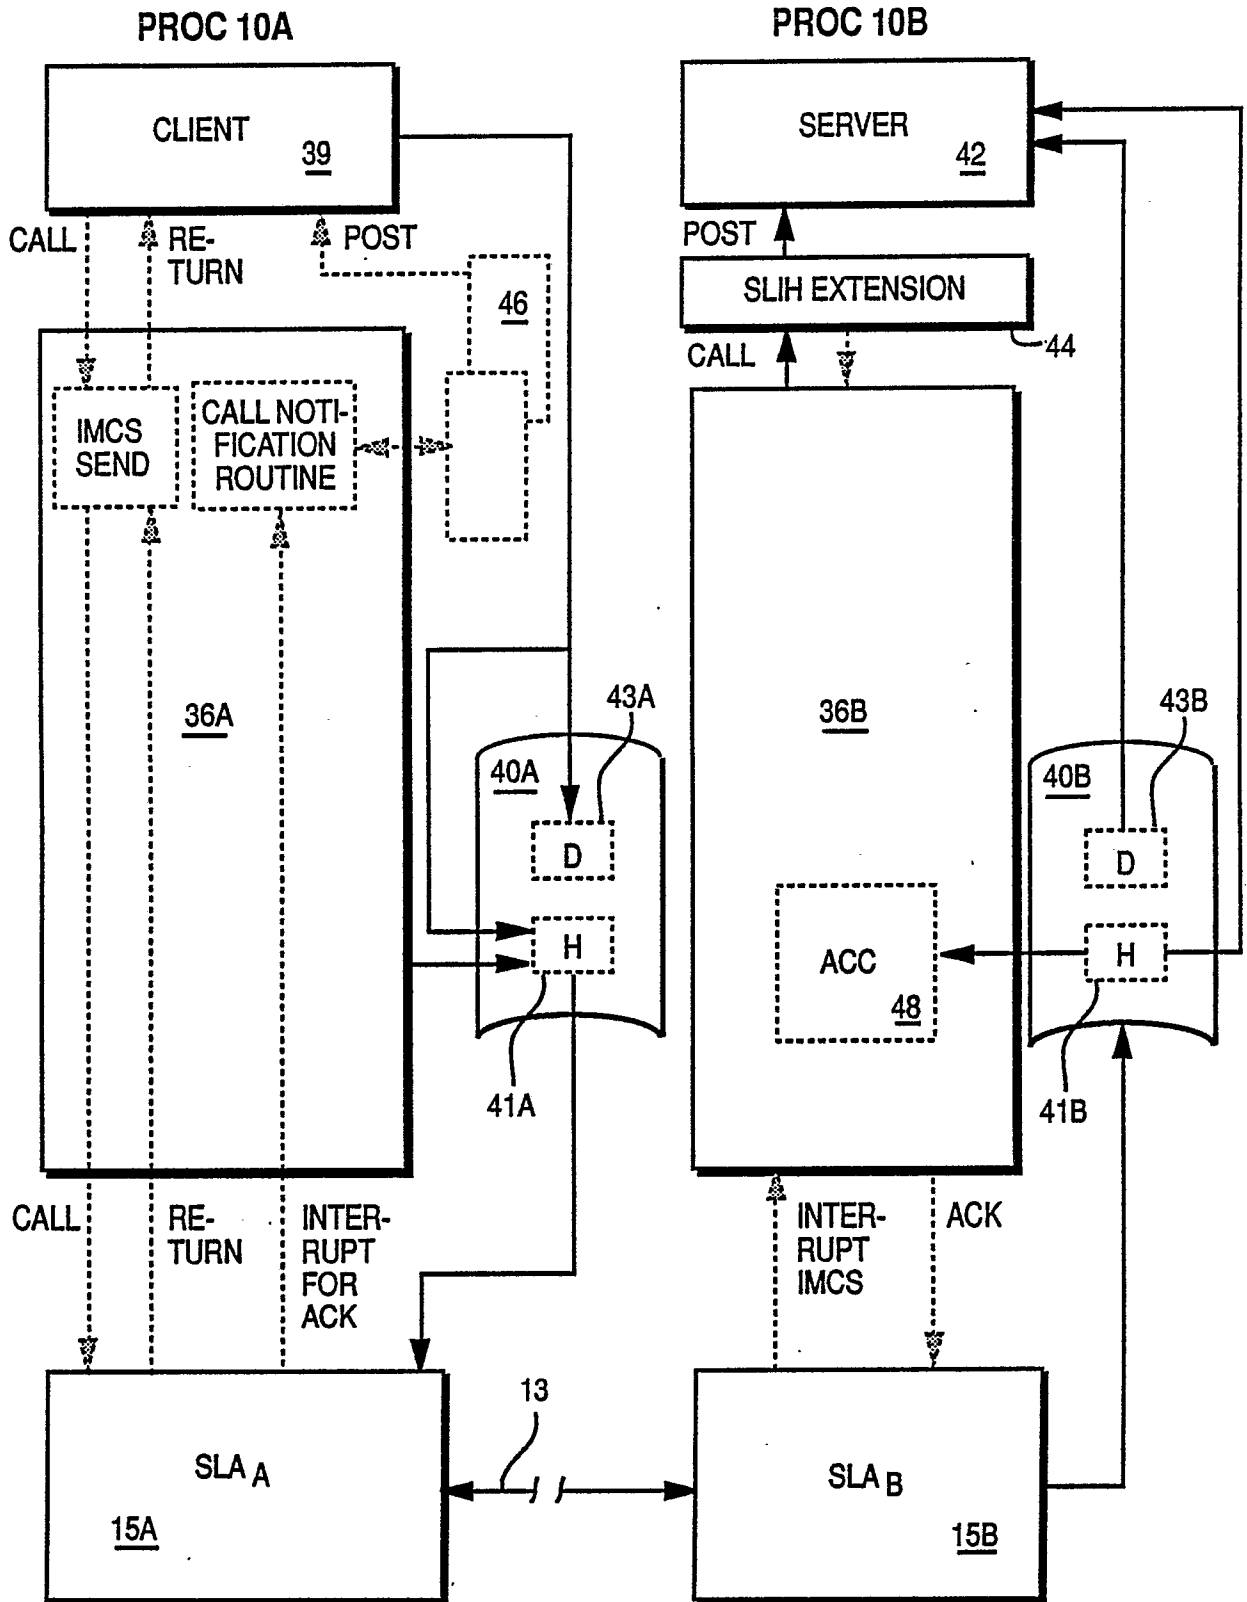 PROC 10A
PROC 10B
CLIENT
39
SERVER
42
CALL
RE-
TURN
POST
POST
46
SLIH EXTENSION
44
CALL
IMCS
SEND
CALL NOTI-
FICATION
ROUTINE
36A
36B
43A
43B
40A
40B
D
D
H
H
ACC
48
41A
41B
CALL
RE-
TURN
INTER-
RUPT
FOR
ACK
INTER-
RUPT
IMCS
ACK
13
SLA A
SLA B
15A
15B